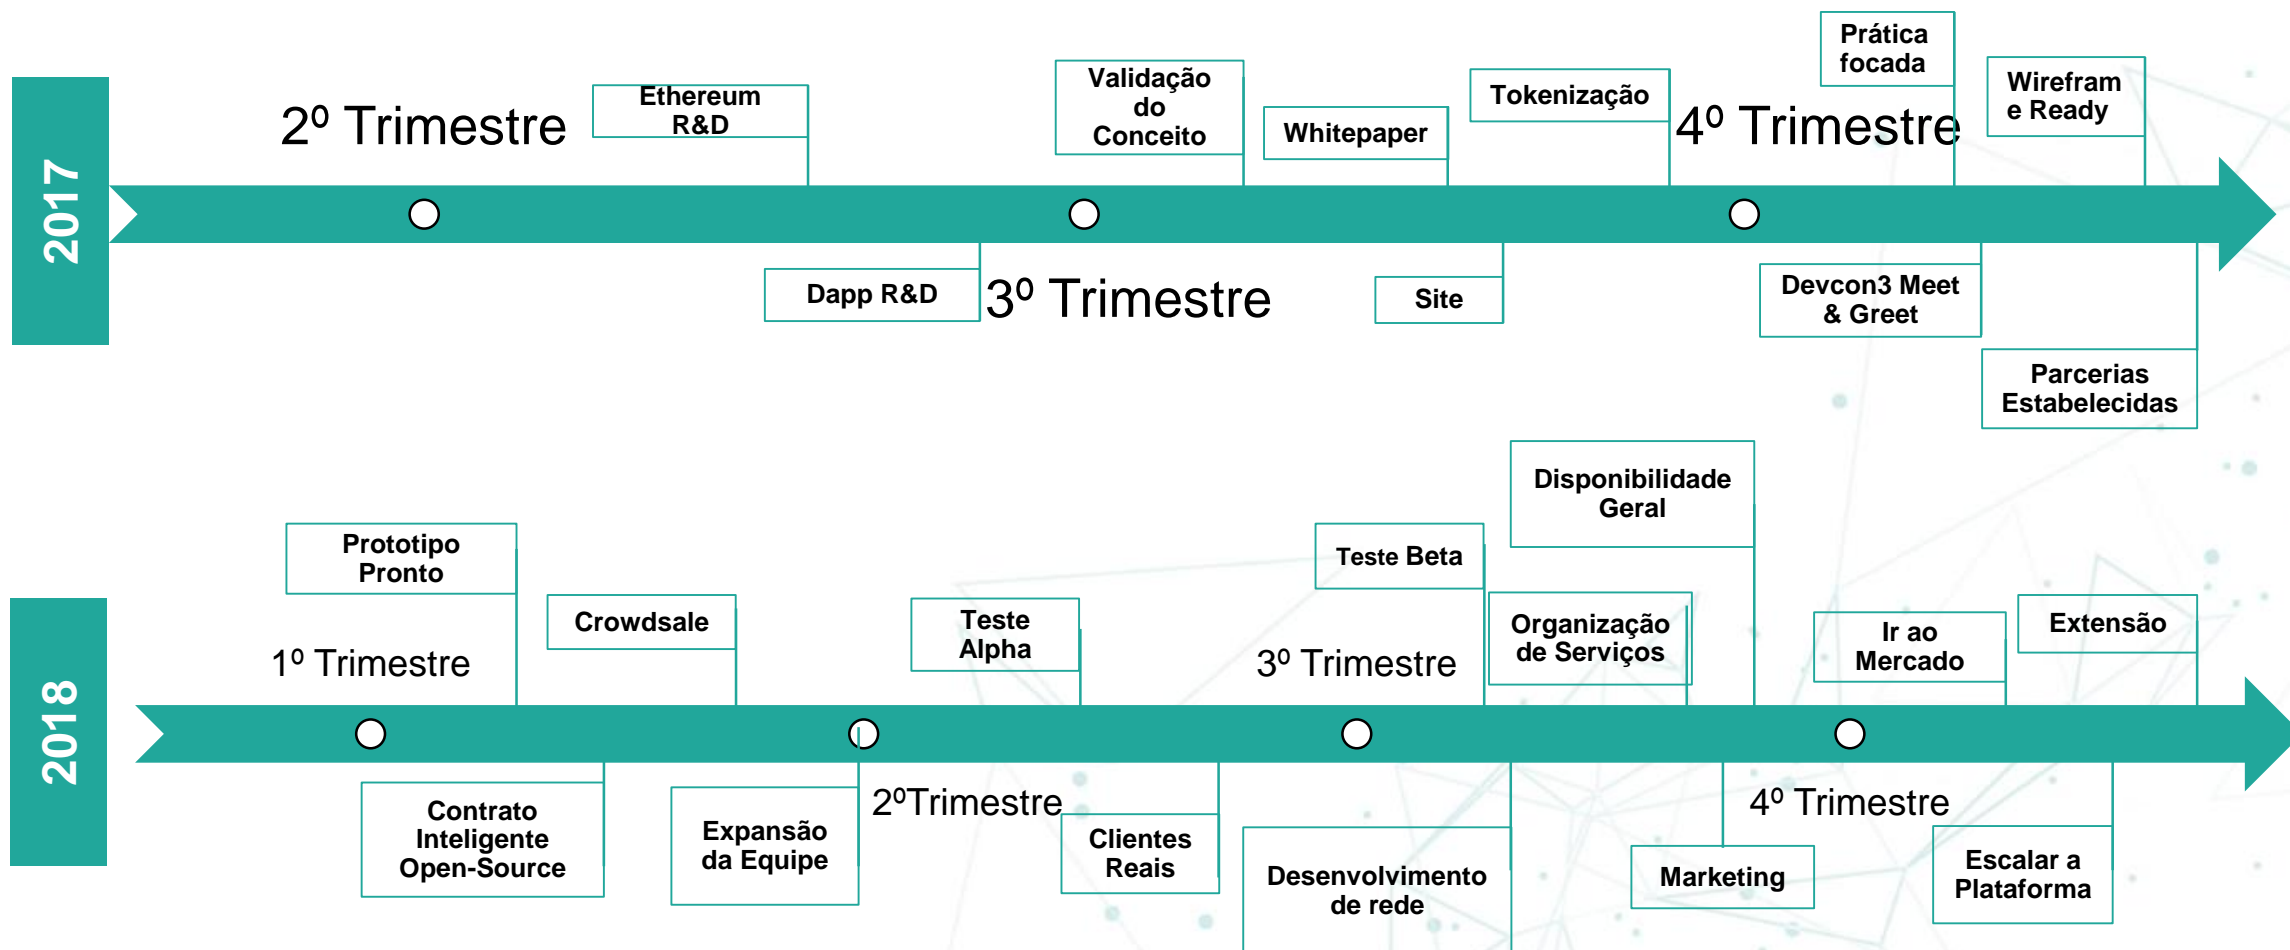 2017
2º Trimestre
Ethereum
R&D
Dapp R&D
3º Trimestre
Validação
do
Conceito
Whitepaper
Site
Tokenização
4º Trimestre
Prática
focada
Devcon3 Meet
& Greet
Wirefram
e Ready
Parcerias
Estabelecidas
2018
1º Trimestre
Prototipo
Pronto
Contrato
Inteligente
Open-Source
Crowdsale
Expansão
da Equipe
2ºTrimestre
Teste
Alpha
Clientes
Reais
3º Trimestre
Teste Beta
Desenvolvimento
de rede
Organização
de Serviços
Marketing
Disponibilidade
Geral
4º Trimestre
Ir ao
Mercado
Escalar a
Plataforma
Extensão